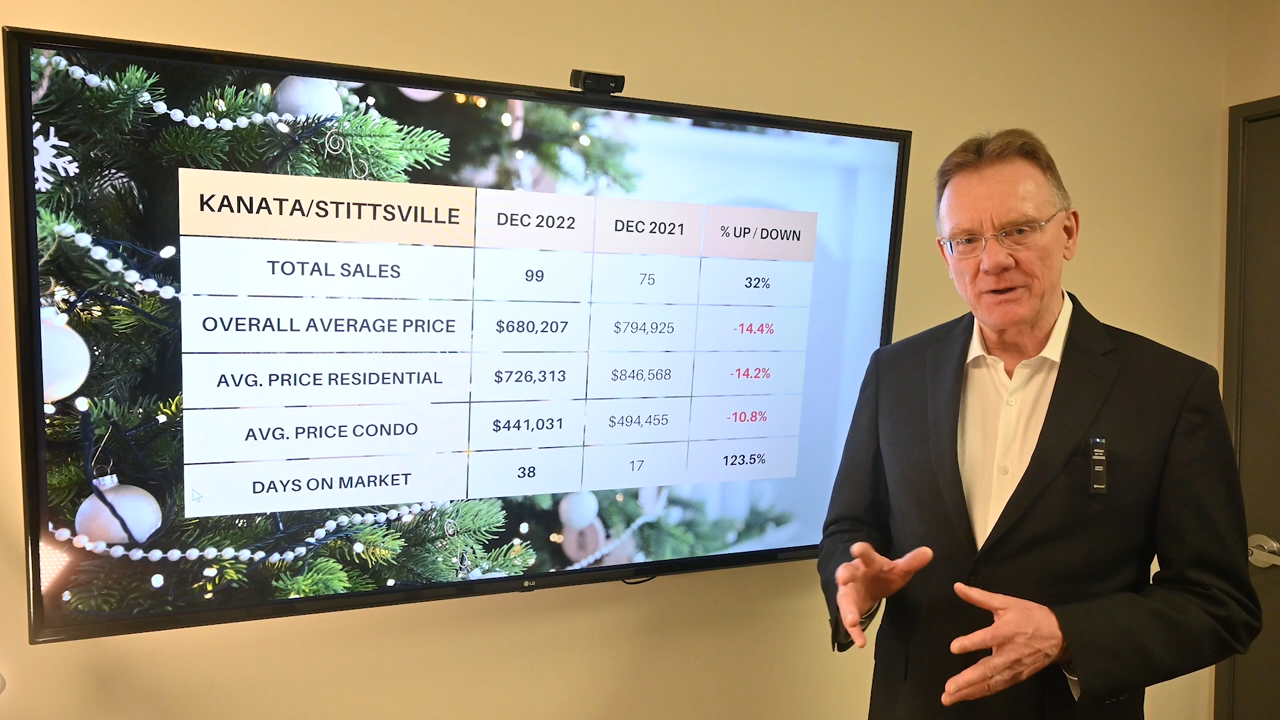 KANATA/STITTSVILLE DEC 2022 DEC 2021 % UP / DOWN
TOTAL SALES 99 75 32%
OVERALL AVERAGE PRICE $680,207 $794,925 -14.4%
AVG. PRICE RESIDENTIAL $726,313 $846,568 -14.2%
AVG. PRICE CONDO $441,031 $494,455 -10.8%
DAYS ON MARKET 38 17 123.5%
LG